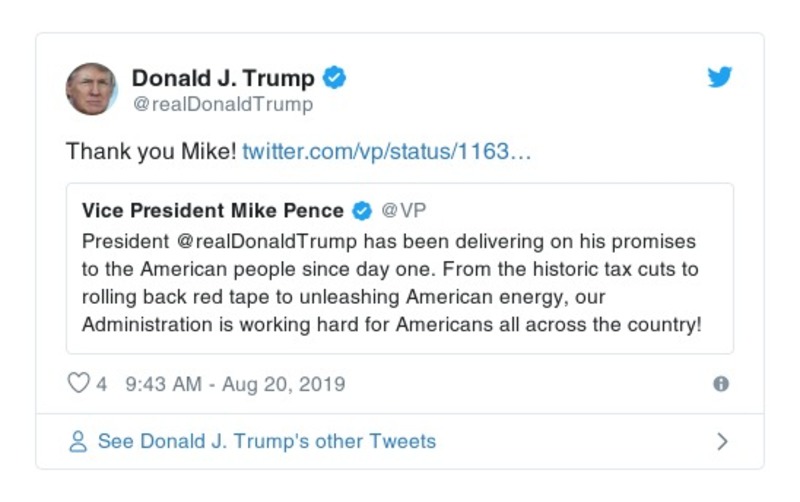 Donald J. Trump
@realDonaldTrump
Thank you Mike! twitter.com/vp/status/1163…
Vice President Mike Pence @VP
President @realDonaldTrump has been delivering on his promises
to the American people since day one. From the historic tax cuts to
rolling back red tape to unleashing American energy, our
Administration is working hard for Americans all across the country!
4 9:43 AM - Aug 20, 2019
See Donald J. Trump's other Tweets